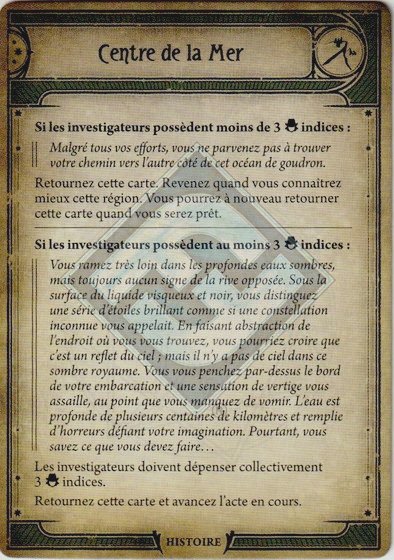 Centre de la Mer
Si les investigateurs possèdent moins de 3 indices :
Malgré tous vos efforts, vous ne parvenez pas à trouver
votre chemin vers l'autre côté de cet océan de goudron.
Retournez cette carte. Revenez quand vous connaîtrez
mieux cette région. Vous pourrez à nouveau retourner
cette carte quand vous serez prêt.
Si les investigateurs possèdent au moins 3 indices :
Vous ramez très loin dans les profondes eaux sombres,
mais toujours aucun signe de la rive opposée. Sous la
surface du liquide visqueux et noir, vous distinguez
une série d'étoiles brillant comme si une constellation
inconnue vous appelait. En faisant abstraction de
l'endroit où vous vous trouvez, vous pourriez croire que
c'est un reflet du ciel ; mais il n'y a pas de ciel dans ce
sombre royaume. Vous vous penchez par-dessus le bord
de votre embarcation et une sensation de vertige vous
assaille, au point que vous manquez de vomir. L'eau est
profonde de plusieurs centaines de kilomètres et remplie
d'horreurs défiant votre imagination. Pourtant, vous
savez ce que vous devez faire…
Les investigateurs doivent dépenser collectivement
3 indices.
Retournez cette carte et avancez l'acte en cours.
HISTOIRE